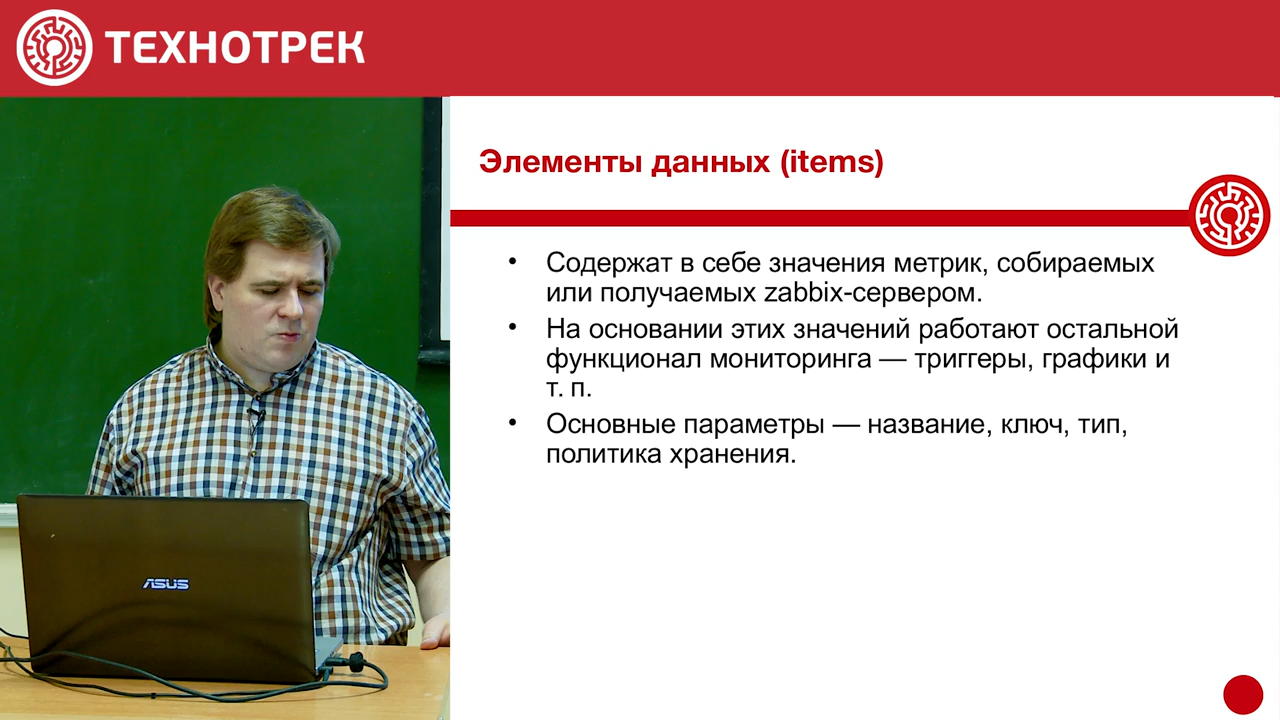 ТЕХНОТРЕК
Элементы данных (items)
• Содержат в себе значения метрик, собираемых
или получаемых zabbix-сервером.
• На основании этих значений работают остальной
функционал мониторинга — триггеры, графики и
т. п.
• Основные параметры — название, ключ, тип,
политика хранения.
ASUS